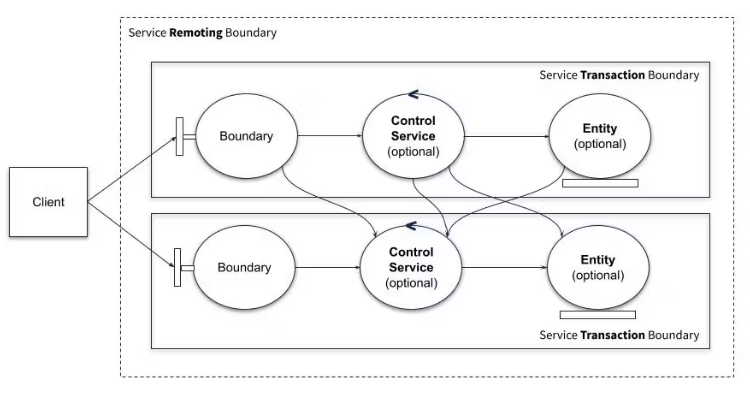 Service Remoting Boundary
Service Transaction Boundary
Boundary
Control
Service
(optional)
Entity
(optional)
Client
Boundary
Control
Service
(optional)
Entity
(optional)
Service Transaction Boundary